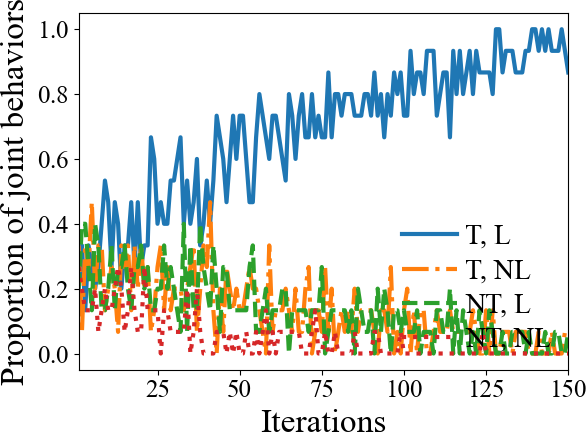 Proportion of joint behaviors
1.0
0.8
0.6
0.4
0.2
0.0
T, L
T, NL
NT, L
NT, NL
25 50 75 100 125 150
Iterations